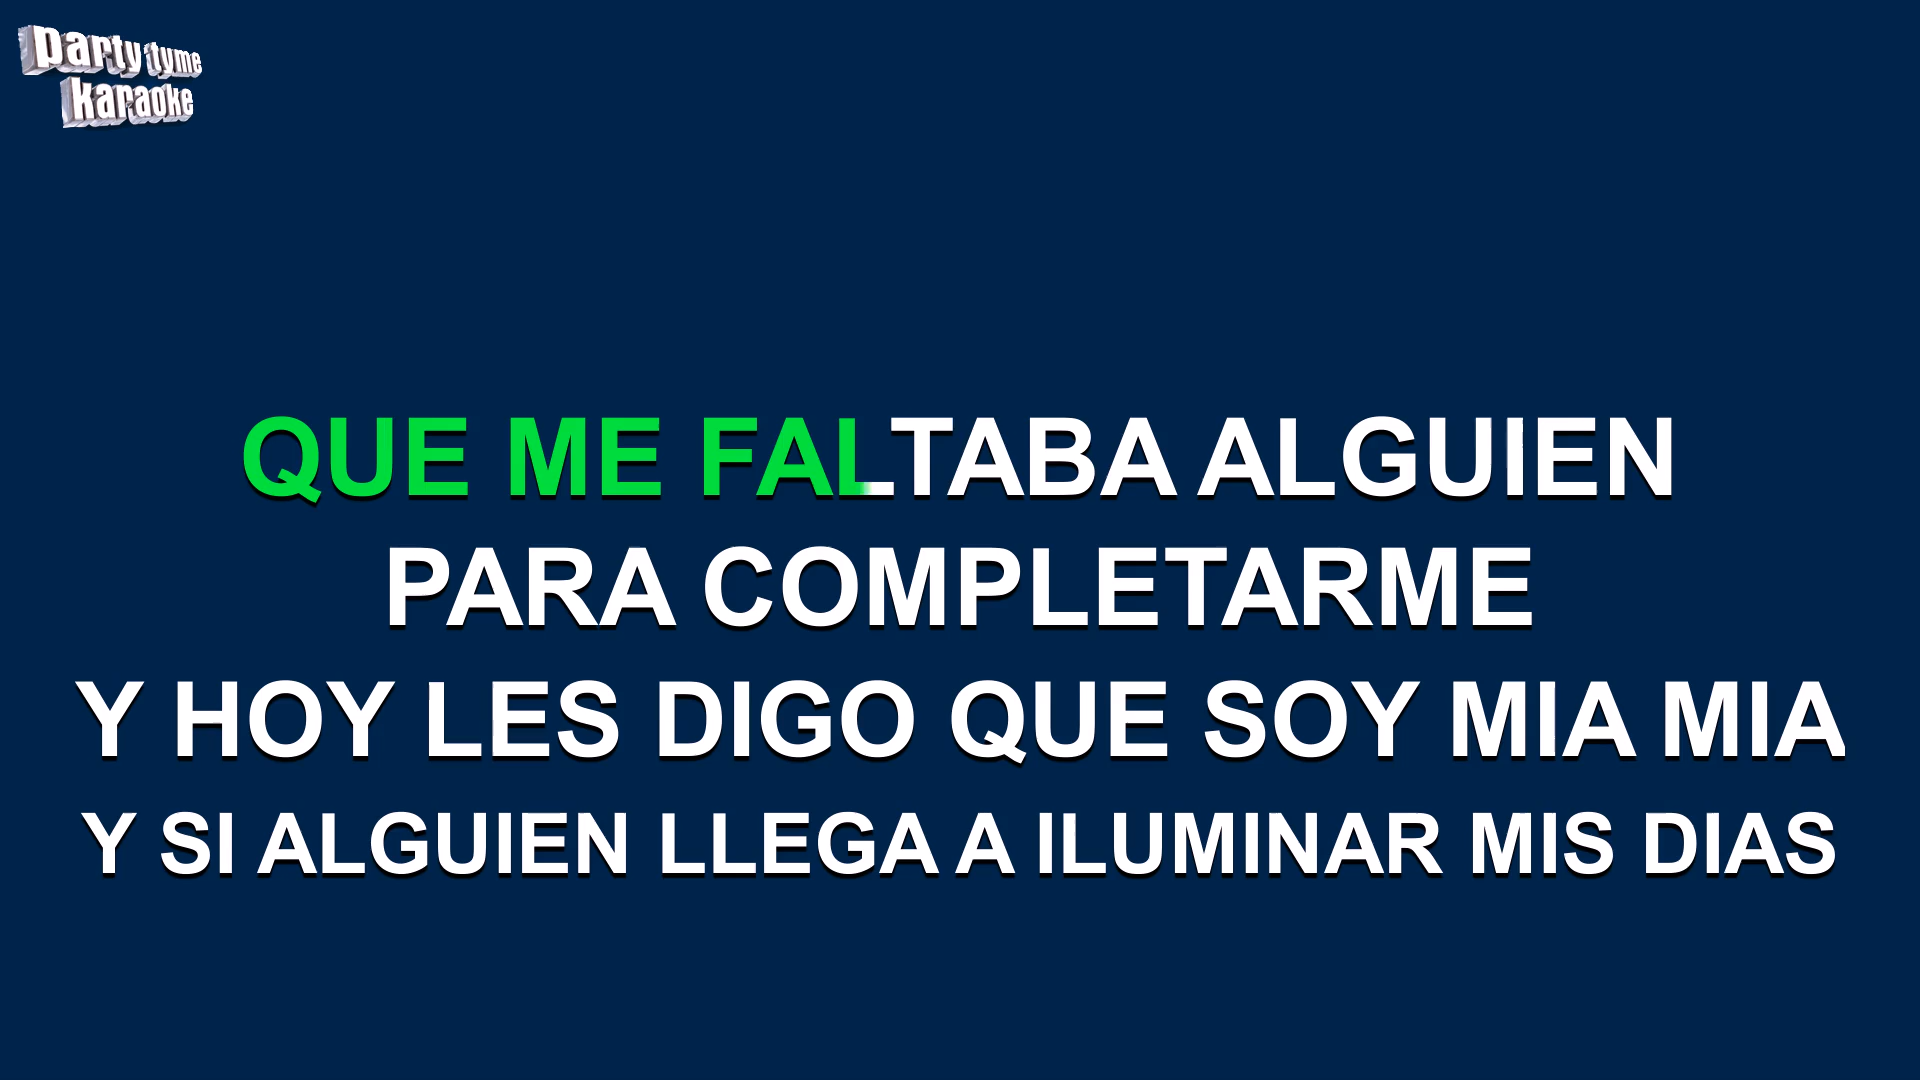 party tyme
karaoke
QUE ME FALTABA ALGUIEN
PARA COMPLETARME
Y HOY LES DIGO QUE SOY MIA MIA
Y SI ALGUIEN LLEGA A ILUMINAR MIS DIAS